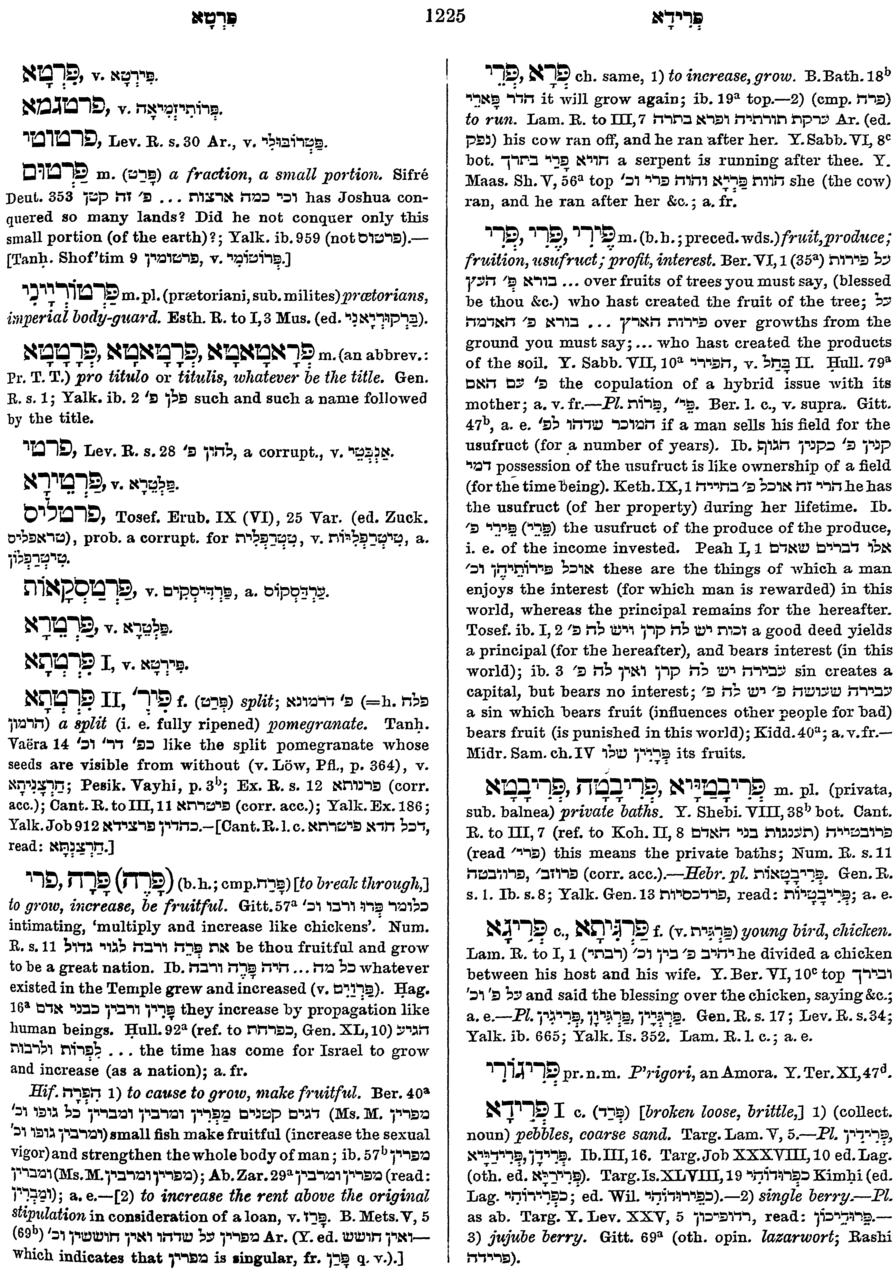 פְּרִידָא
1225
פִּרְטָא
פִּרְטָא, v. פִּירְטָא.
פרטגמא, v. פְּרוֹתִיזְמִיאָה.
פרטוטי, Lev. R. s. 30 Ar., v. פַּטְרוֹבוּלִי.
פַּרְטוּם m. (פָּרַט) a fraction, a small portion. Sifré
Deut. 353 וכי כמה ארצות ... פ' זה קטן has Joshua con-
quered so many lands? Did he not conquer only this
small portion (of the earth)?; Yalk. ib. 959 (not פרטוס).—
[Tanḥ. Shof'tim 9 פרטומין, v. פְּרוֹטוֹמֵי.]
m. pl. (prætoriani, sub. milites) prætorians,
imperial body-guard. Esth. R. to I, 3 Mus. (ed. בַּרְקוּרְיָאנֵי).
פְּרָאטָאטָא, פְּרָטָאטָא, פְּרָטָטָא m. (an abbrev.:
Pr. T. T.) pro titulo or titulis, whatever be the title. Gen.
R. s. 1; Yalk. ib. 2 פלן פ' such and such a name followed
by the title.
פרטי, Lev. R. s. 28 להון פ', a corrupt., v. אֲנְבָּטֵי.
פַּרְטֵירָא, v. פַּלְטֵרָא.
פרטליס, Tosef. Erub. IX (VI), 25 Var. (ed. Zuck.
טראפליס), prob. a corrupt. for טֶטְרַפְּלִית, v. טֵיטְרַפְּלִיּוֹת, a.
טֵיטְרַפְּלוֹן.
פַּרְטַסְקָאוֹת, v. פַּרְדֵּיסְקִים, a. עַרְדַּסְקוֹס.
פַּרְטֵרָא, v. פַּלְטֵרָא.
פִּרְטְתָא I, v. פִּירְטָא.
פִּרְטְתָא II, פִּיר' f. (פָּרַט) split; פ' דרמונא (=h. פלח
הרמון) a split (i. e. fully ripened) pomegranate. Tanḥ.
Vaëra 14 כפ' דר' וכ' like the split pomegranate whose
seeds are visible from without (v. Löw, Pfl., p. 364), v.
חַרְצָנִיתָא; Pesik. Vayhi, p. 3ᵇ; Ex. R. s. 12 פרנותא (corr.
acc.); Cant. R. to III, 11 פישרתא (corr. acc.); Yalk. Ex. 186;
Yalk. Job 912 כהדין פרצידא.—[Cant. R. l. c. דכל חדא פישרתא,
read: חַרְצַנְתָּא.]
פָּרָה (פָּרֶה), פרי (b. h.; cmp. פרח) [to break through,]
to grow, increase, be fruitful. Gitt. 57ᵃ כלומר פְּרוּ ורבו וכ'
intimating, 'multiply and increase like chickens'. Num.
R. s. 11 את פְּרֵה ורבה לגוי גדול be thou fruitful and grow
to be a great nation. Ib. כל מה ... היה פָּרֶה ורבה whatever
existed in the Temple grew and increased (v. פַּרְוָיִם). Ḥag.
16ᵃ פָּרִין ורבין כבני אדם they increase by propagation like
human beings. Ḥull. 92ᵃ (ref. to כפרחת, Gen. XL, 10) הגיע
לִפְרוֹת ולרבות ... the time has come for Israel to grow
and increase (as a nation); a. fr.
Hif. הִפְרָה 1) to cause to grow, make fruitful. Ber. 40ᵃ
דגים קטנים מַפְרִין ומרבין ומברין כל גופו וכ' (Ms. M. מפרין
ומרבין גופו וכ') small fish make fruitful (increase the sexual
vigor) and strengthen the whole body of man; ib. 57ᵇ מפרין
ומברין (Ms. M. מפרין ומרבין); Ab. Zar. 29ᵃ מפרין ומרבין (read:
וּמַבְרִין); a. e.—[2) to increase the rent above the original
stipulation in consideration of a loan, v. פָּרַז. B. Mets. V, 5
(69ᵇ) מפרין על שדהו ואין חוששין וכ' Ar. (Y. ed. ואין חושש—
which indicates that מפרין is singular, fr. פָּרַן q. v.).]
פְּרָא, פְּרֵי ch. same, 1) to increase, grow. B. Bath. 18ᵇ
הדר פָּארֵי it will grow again; ib. 19ᵃ top.—2) (cmp. פרח)
to run. Lam. R. to III, 7 ערקת תורתיה ופרא בתרה Ar. (ed.
נפק) his cow ran off, and he ran after her. Y. Sabb. VI, 8ᶜ
bot. חויא פָּרֵי בתרך a serpent is running after thee. Y.
Maas. Sh. V, 56ᵃ top הוות פַּרְיָא והוה פרי וכ' she (the cow)
ran, and he ran after her &c.; a. fr.
פְּרִי, פֶּרִי, פֵּירִי m. (b. h.; preced. wds.) fruit, produce;
fruition, usufruct; profit, interest. Ber. VI, 1 (35ᵃ) על פירות
העץ ... בורא פְּ' over fruits of trees you must say, (blessed
be thou &c.) who hast created the fruit of the tree; על
פירות הארץ ... בורא פ' האדמה over growths from the
ground you must say; ... who hast created the products
of the soil. Y. Sabb. VII, 10ᵃ הפירי, v. בָּחַל II. Ḥull. 79ᵃ
פ' עם האם the copulation of a hybrid issue with its
mother; a. v. fr.—Pl. פֵּרוֹת, פֵּי'. Ber. l. c., v. supra. Gitt.
47ᵇ, a. e. המוכר שדהו לפ' if a man sells his field for the
usufruct (for a number of years). Ib. קנין פ' כקנין הגוף
דמי possession of the usufruct is like ownership of a field
(for the time being). Keth. IX, 1 הרי זה אוכל פ' בחייה he has
the usufruct (of her property) during her lifetime. Ib.
פ' פֵּירֵי (פֵּרֵי) the usufruct of the produce of the produce,
i. e. of the income invested. Peah I, 1 אלו דברים שאדם
אוכל פירוֹתֵיהֶן וכ' these are the things of which a man
enjoys the interest (for which man is rewarded) in this
world, whereas the principal remains for the hereafter.
Tosef. ib. I, 2 זכות יש לה קרן ויש לה פ' a good deed yields
a principal (for the hereafter), and bears interest (in this
world); ib. 3 עבירה יש לה קרן ואין לה פ' sin creates a
capital, but bears no interest; עבירה שעושה פ' יש לה פ'
a sin which bears fruit (influences other people for bad)
bears fruit (is punished in this world); Kidd. 40ᵃ; a. v. fr.—
Midr. Sam. ch. IV פֵּרָיִין שלו its fruits.
פְּרִיבָטַיָּיא, פְּרִיבָטָה, פְּרִיבָטָא m. pl. (privata,
sub. balnea) private baths. Y. Shebi. VIII, 38ᵇ bot. Cant.
R. to III, 7 (ref. to Koh. II, 8 תענגות בני האדם) פרובטייה
(read פרי') this means the private baths; Num. R. s. 11
פרוזב', פרוזבטה (corr. acc.).—Hebr. pl. פְּרִיבָטָאוֹת. Gen. R.
s. 1. Ib. s. 8; Yalk. Gen. 13 פרדכסיות, read: פְּרִיבָטִיּוֹת; a. e.
פְּרִיגָא c., פַּרְגִּיתָא f. (v. פַּרְגִּית) young bird, chicken.
Lam. R. to I, 1 (רבתי) יהיב פ' בין וכ' he divided a chicken
between his host and his wife. Y. Ber. VI, 10ᶜ top ובירך
על פ' וכ' and said the blessing over the chicken, saying &c.;
a. e.—Pl. פַּרְגִּיִּין, פַּרְגִּיוָן, פְּרִיגִין. Gen. R. s. 17; Lev. R. s. 34;
Yalk. ib. 665; Yalk. Is. 352. Lam. R. l. c.; a. e.
פְּרִיגוֹרִי pr. n. m. P'rigori, an Amora. Y. Ter. XI, 47ᵈ.
פְּרִידָא I c. (פָּרַד) [broken loose, brittle,] 1) (collect.
noun) pebbles, coarse sand. Targ. Lam. V, 5.—Pl. פְּרִידִין,
פְּרִידָן, פְּרִידַיָּיא. Ib. III, 16. Targ. Job XXXVIII, 10 ed. Lag.
(oth. ed. פְּרִירַיָּא). Targ. Is. XLVIII, 19 כפְּרִידוֹהִי Kimḥi (ed.
Lag. כפְרִירוֹהִי; ed. Wil. כפֵירוּדוֹהִי).—2) single berry.—Pl.
as ab. Targ. Y. Lev. XXV, 5 רדופיכון, read: פְּרִידֵיכוֹן.—
3) jujube berry. Gitt. 69ᵃ (oth. opin. lazarwort; Rashi
פרידה).